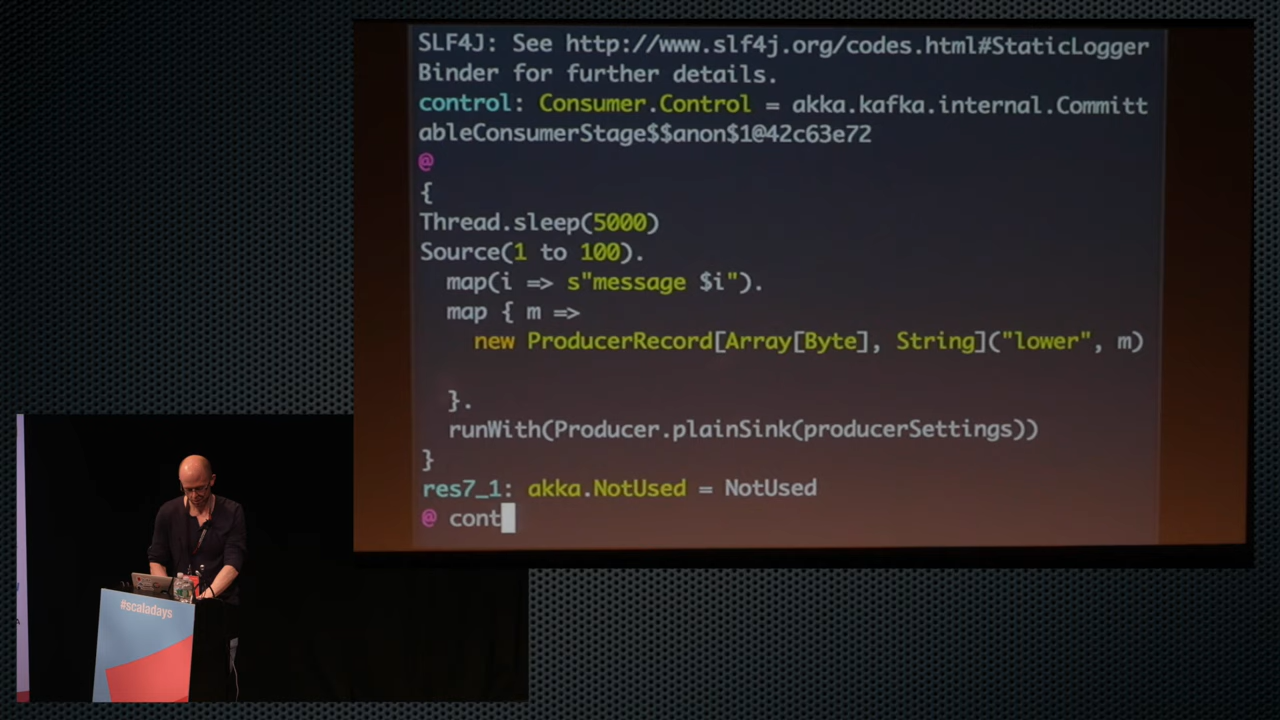 SLF4J: See http://www.slf4j.org/codes.html#StaticLogger
Binder for further details.
control: Consumer.Control = akka.kafka.internal.Committ
ableConsumerStage$$anon$1@42c63e72
@
{
Thread.sleep(5000)
Source(1 to 100).
map(i => s"message $i").
map { m =>
new ProducerRecord[Array[Byte], String]("lower", m)
}.
runWith(Producer.plainSink(producerSettings))
}
res7_1: akka.NotUsed = NotUsed
@ cont
#scaladays